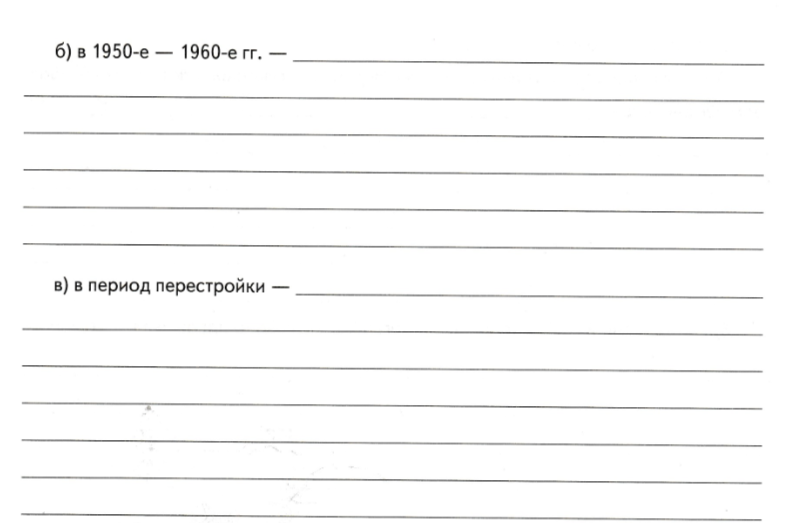 б) в 1950-е — 1960-е гг. —
в) в период перестройки —